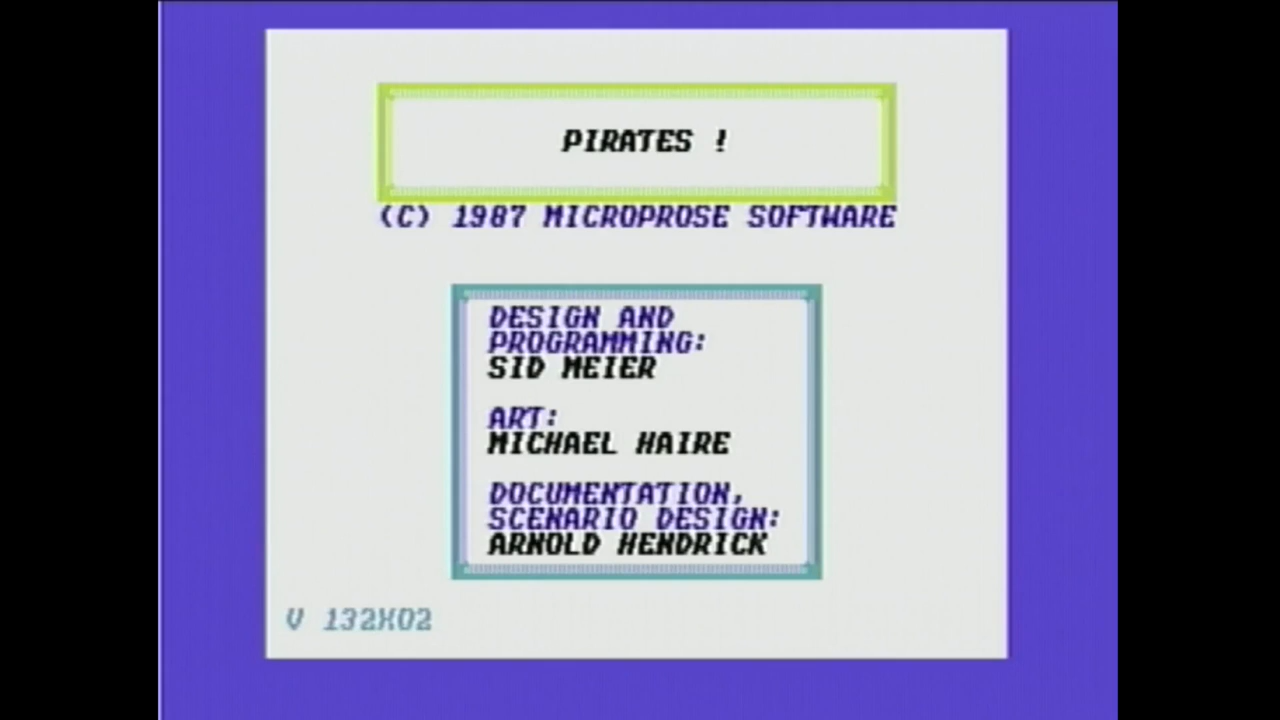 PIRATES !
(C) 1987 MICROPROSE SOFTWARE
DESIGN AND
PROGRAMMING:
SID MEIER
ART:
MICHAEL HAIRE
DOCUMENTATION,
SCENARIO DESIGN:
ARNOLD HENDRICK
V 132X02